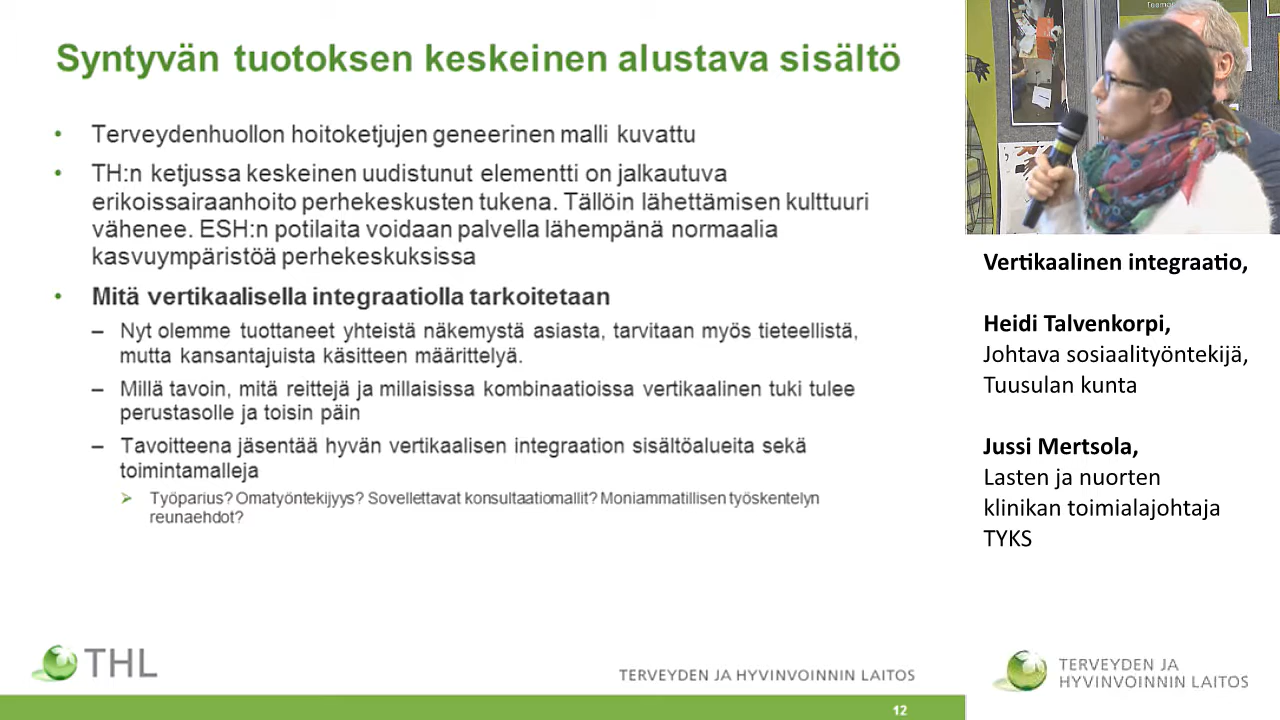 Syntyvän tuotoksen keskeinen alustava sisältö
• Terveydenhuollon hoitoketjujen geneerinen malli kuvattu
• TH:n ketjussa keskeinen uudistunut elementti on jalkautuva
erikoissairaanhoito perhekeskusten tukena. Tällöin lähettämisen kulttuuri
vähenee. ESH:n potilaita voidaan palvella lähempänä normaalia
kasvuympäristöä perhekeskuksissa
• Mitä vertikaalisella integraatiolla tarkoitetaan
– Nyt olemme tuottaneet yhteistä näkemystä asiasta, tarvitaan myös tieteellistä,
mutta kansantajuista käsitteen määrittelyä.
– Millä tavoin, mitä reittejä ja millaisissa kombinaatioissa vertikaalinen tuki tulee
perustasolle ja toisin päin
– Tavoitteena jäsentää hyvän vertikaalisen integraation sisältöalueita sekä
toimintamalleja
➢ Työparius? Omatyöntekijyys? Sovellettavat konsultaatiomallit? Moniammatillisen työskentelyn
reunaehdot?
THL
TERVEYDEN JA HYVINVOINNIN LAITOS
12
Vertikaalinen integraatio,
Heidi Talvenkorpi,
Johtava sosiaalityöntekijä,
Tuusulan kunta
Jussi Mertsola,
Lasten ja nuorten
klinikan toimialajohtaja
TYKS
TERVEYDEN JA
HYVINVOINNIN LAITOS